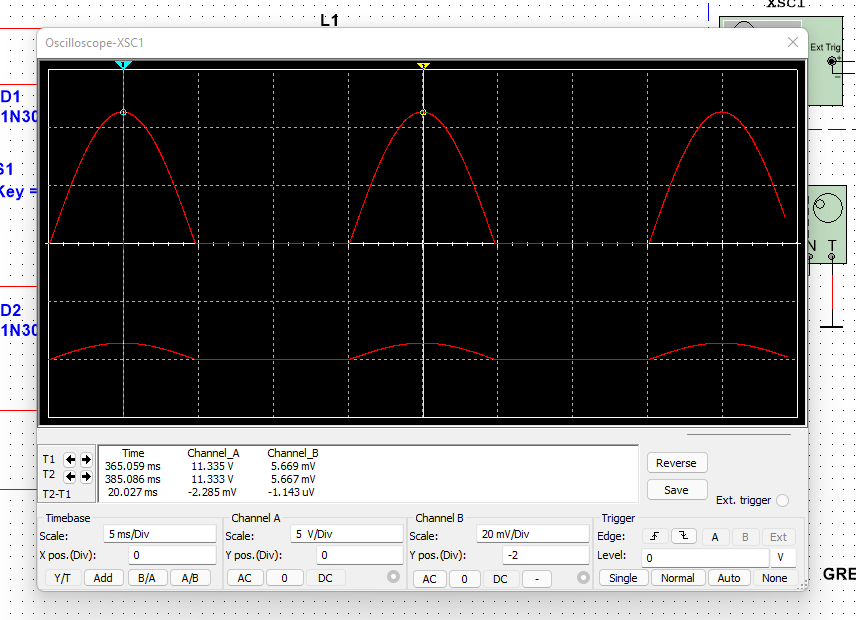 L1
XSC1
Oscilloscope-XSC1
Ext Trig
D1
1N30
S1
Key =
N T
D2
1N30
1
2
Time Channel_A Channel_B
T1 365.059 ms 11.335 V 5.669 mV
T2 385.086 ms 11.333 V 5.667 mV
T2-T1 20.027 ms -2.285 mV -1.143 uV
Reverse
Save
Ext. trigger
Timebase Channel A Channel B Trigger
Scale: 5 ms/Div Scale: 5 V/Div Scale: 20 mV/Div Edge: A B Ext
X pos.(Div): 0 Y pos.(Div): 0 Y pos.(Div): -2 Level: 0 V
Y/T Add B/A A/B AC 0 DC AC 0 DC - Single Normal Auto None
GRE